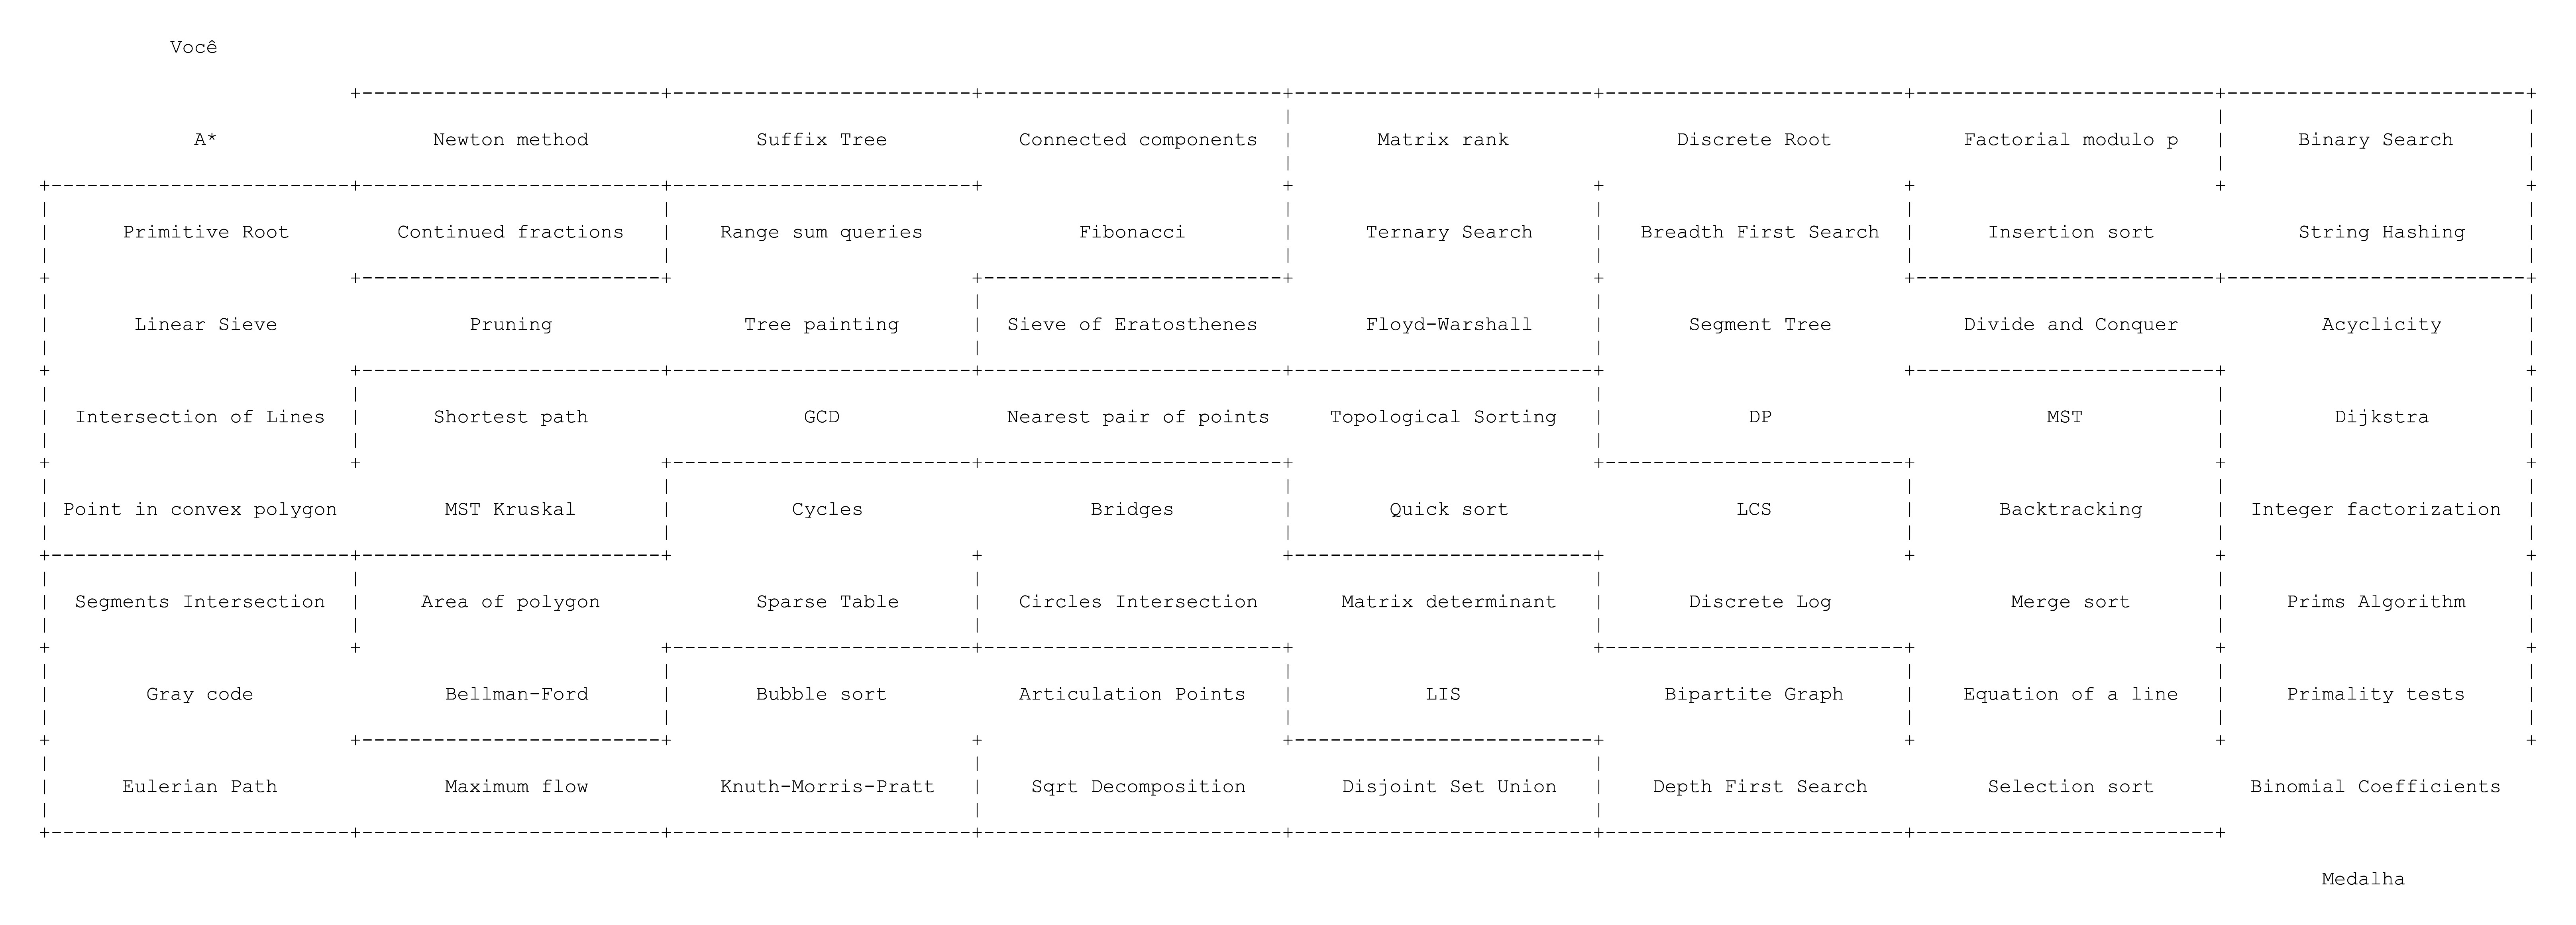 Você
A* Newton method Suffix Tree Connected components Matrix rank Discrete Root Factorial modulo p Binary Search
Primitive Root Continued fractions Range sum queries Fibonacci Ternary Search Breadth First Search Insertion sort String Hashing
Linear Sieve Pruning Tree painting Sieve of Eratosthenes Floyd-Warshall Segment Tree Divide and Conquer Acyclicity
Intersection of Lines Shortest path GCD Nearest pair of points Topological Sorting DP MST Dijkstra
Point in convex polygon MST Kruskal Cycles Bridges Quick sort LCS Backtracking Integer factorization
Segments Intersection Area of polygon Sparse Table Circles Intersection Matrix determinant Discrete Log Merge sort Prims Algorithm
Gray code Bellman-Ford Bubble sort Articulation Points LIS Bipartite Graph Equation of a line Primality tests
Eulerian Path Maximum flow Knuth-Morris-Pratt Sqrt Decomposition Disjoint Set Union Depth First Search Selection sort Binomial Coefficients
Medalha